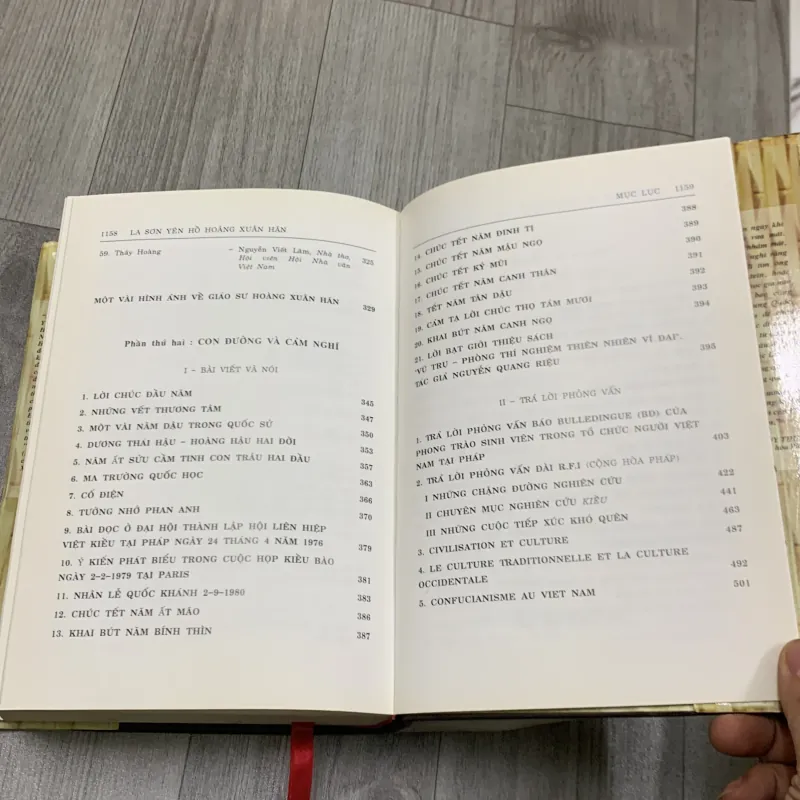 1158 LA SƠN YÊN HỒ HOÀNG XUÂN HÃN
59. Thầy Hoàng – Nguyễn Viết Lãm, Nhà thơ,
Hội viên Hội Nhà văn
Việt Nam 325
MỘT VÀI HÌNH ẢNH VỀ GIÁO SƯ HOÀNG XUÂN HÃN 329
Phần thứ hai : CON ĐƯỜNG VÀ CẢM NGHĨ
I – BÀI VIẾT VÀ NÓI
1. LỜI CHÚC ĐẦU NĂM 345
2. NHỮNG VẾT THƯƠNG TÂM 347
3. MỘT VÀI NĂM DẬU TRONG QUỐC SỬ 350
4. DƯƠNG THÁI HẬU – HOÀNG HẬU HAI ĐỜI 353
5. NĂM ẤT SỬU CẦM TINH CON TRÂU HAI ĐẦU 357
6. MA TRƯỜNG QUỐC HỌC 363
7. CỔ ĐIỆN 366
8. TƯỞNG NHỚ PHAN ANH 370
9. BÀI ĐỌC Ở ĐẠI HỘI THÀNH LẬP HỘI LIÊN HIỆP
VIỆT KIỀU TẠI PHÁP NGÀY 24 THÁNG 4 NĂM 1976 379
10. Ý KIẾN PHÁT BIỂU TRONG CUỘC HỌP KIỀU BÀO
NGÀY 2-2-1979 TẠI PARIS 381
11. NHÂN LỄ QUỐC KHÁNH 2-9-1980 383
12. CHÚC TẾT NĂM ẤT MÃO 386
13. KHAI BÚT NĂM BÍNH THÌN 387
MỤC LỤC 1159
14. CHÚC TẾT NĂM ĐINH TỊ 388
15. CHÚC TẾT NĂM MẬU NGỌ 389
16. CHÚC TẾT KỶ MÙI 390
17. CHÚC TẾT NĂM CANH THÂN 391
18. TẾT NĂM TÂN DẬU 392
19. CẢM TẠ LỜI CHÚC THỌ TÁM MƯƠI 393
20. KHAI BÚT NĂM CANH NGỌ 394
21. LỜI BẠT GIỚI THIỆU SÁCH
"VŨ TRỤ – PHÒNG THÍ NGHIỆM THIÊN NHIÊN VĨ ĐẠI".
TÁC GIẢ NGUYỄN QUANG RIỆU 395
II – TRẢ LỜI PHỎNG VẤN
1. TRẢ LỜI PHỎNG VẤN BÁO BULLEDINGUE (BD) CỦA
PHONG TRÀO SINH VIÊN TRONG TỔ CHỨC NGƯỜI VIỆT
NAM TẠI PHÁP 403
2. TRẢ LỜI PHỎNG VẤN ĐÀI R.F.I (CỘNG HÒA PHÁP)
I NHỮNG CHẶNG ĐƯỜNG NGHIÊN CỨU 422
II CHUYÊN MỤC NGHIÊN CỨU KIỀU 441
III NHỮNG CUỘC TIẾP XÚC KHÓ QUÊN 463
3. CIVILISATION ET CULTURE 487
4. LE CULTURE TRADITIONNELLE ET LA CULTURE
OCCIDENTALE 492
5. CONFUCIANISME AU VIET NAM 501